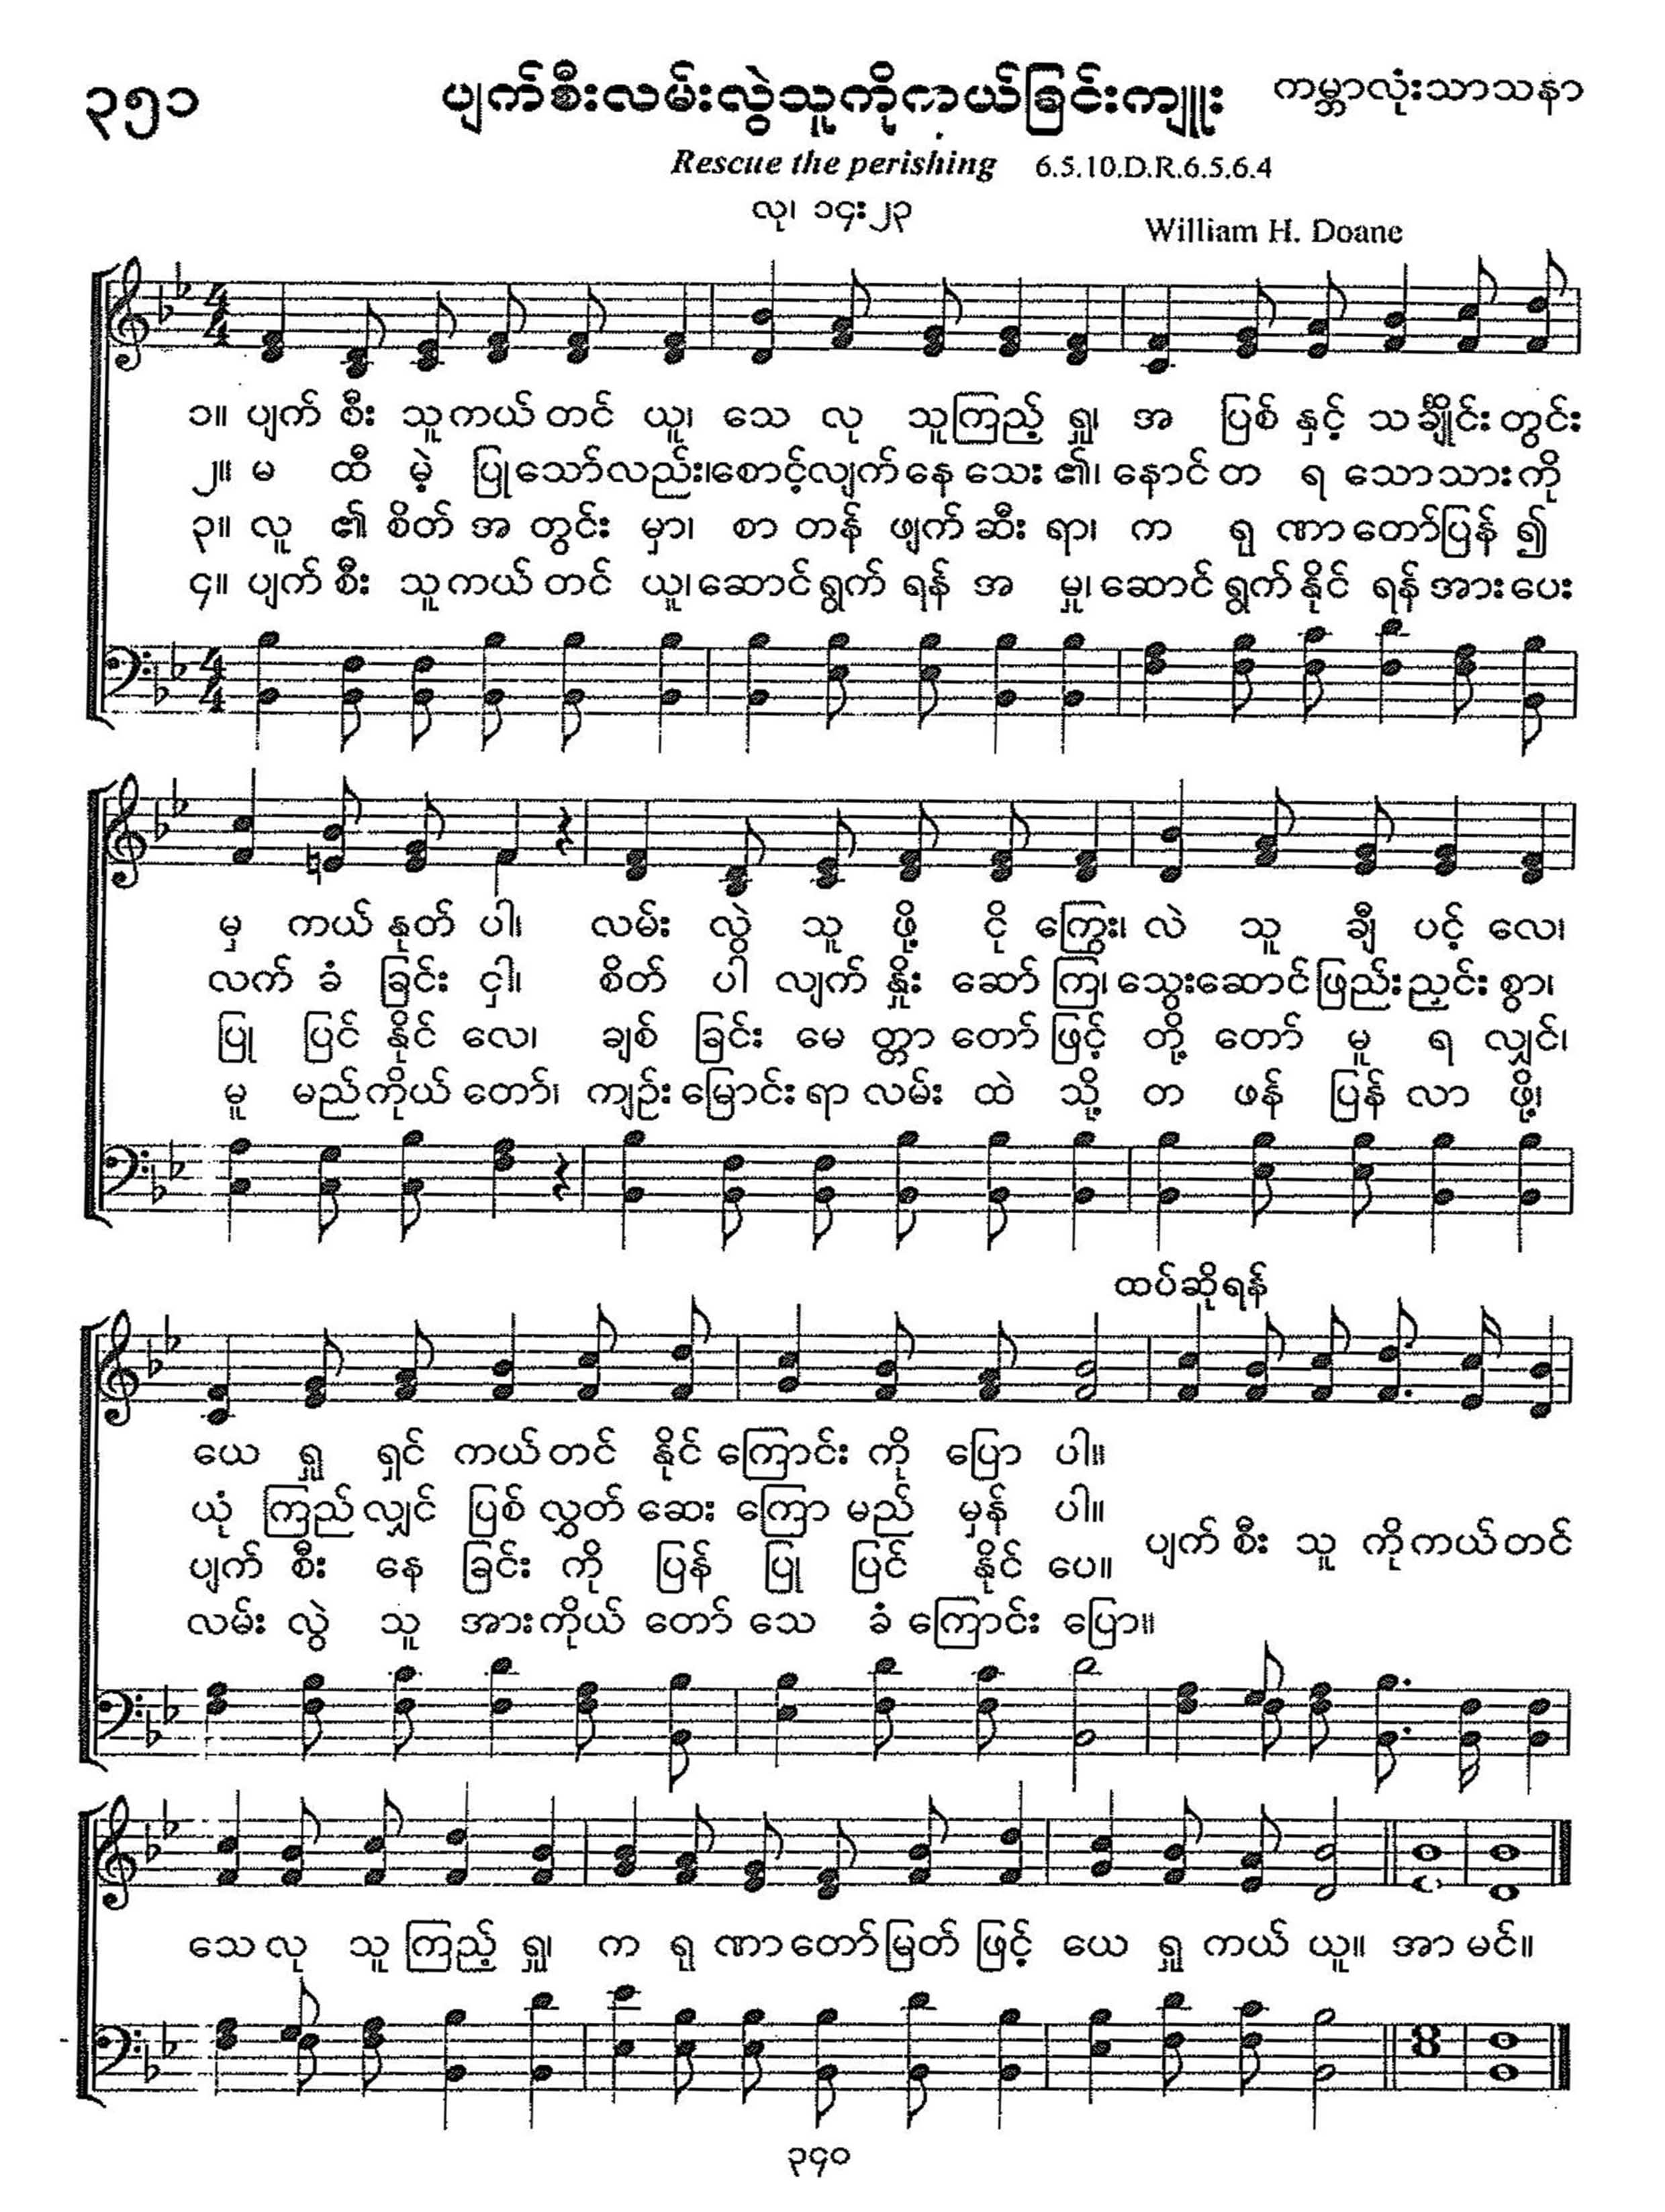 ၃၅၁
ပျက်စီးလမ်းလွဲသူကိုကယ်ခြင်းကျူး
ကမ္ဘာလုံးသာသနာ
Rescue the perishing 6.5.10.D.R.6.5.6.4
လု၊ ၁၄း၂၃
William H. Doane
၁။ ပျက် စီး သူ ကယ် တင် ယူ၊ သေ လု သူ ကြည့် ရှု၊ အ ပြစ် နှင့် သ ချိုင်း တွင်း
၂။ မ ထီ မဲ့ ပြု သော် လည်း၊ စောင့် လျက် နေ သေး ၏၊ နောင် တ ရ သော သား ကို
၃။ လူ ၏ စိတ် အ တွင်း မှာ၊ စာ တန် ဖျက် ဆီး ရာ၊ က ရု ဏာ တော် ပြန် ၍
၄။ ပျက် စီး သူ ကယ် တင် ယူ၊ ဆောင် ရွက် ရန် အ မှု၊ ဆောင် ရွက် နိုင် ရန် အား ပေး
4 4
4 4
မှ ကယ် နုတ် ပါ၊ လမ်း လွဲ သူ ဖို့ ငို ကြွေး၊ လဲ သူ ချီ ပင့် လေ၊
လက် ခံ ခြင်း ငှါ၊ စိတ် ပါ လျက် နှိုး ဆော် ကြ၊ သွေး ဆောင် ဖြည်း ညှင်း စွာ၊
ပြု ပြင် နိုင် လေ၊ ချစ် ခြင်း မေ တ္တာ တော် ဖြင့် တို့ တော် မူ ရ လျှင်၊
မူ မည် ကိုယ် တော်၊ ကျဉ်း မြောင်း ရာ လမ်း ထဲ သို့ တ ဖန် ပြန် လာ ဖို့၊
ထပ်ဆိုရန်
ယေ ရှု ရှင် ကယ် တင် နိုင် ကြောင်း ကို ပြော ပါ။
ယုံ ကြည် လျှင် ပြစ် လွှတ် ဆေး ကြော မည် မှန် ပါ။
ပျက် စီး နေ ခြင်း ကို ပြန် ပြု ပြင် နိုင် ပေ။
လမ်း လွဲ သူ အား ကိုယ် တော် သေ ခံ ကြောင်း ပြော။
ပျက် စီး သူ ကို ကယ် တင်
သေ လု သူ ကြည့် ရှု၊ က ရု ဏာ တော် မြတ် ဖြင့် ယေ ရှု ကယ် ယူ။ အာ မင်။
၃၄၀